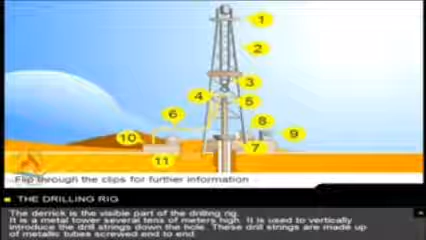 1
2
3
4
5
6
8
9
10
7
11
Flip through the clips for further information
THE DRILLING RIG
The derrick is the visible part of the drilling rig.
It is a metal tower several tens of meters high. It is used to vertically
introduce the drill strings down the hole. These drill strings are made up
of metallic tubes screwed end to end.